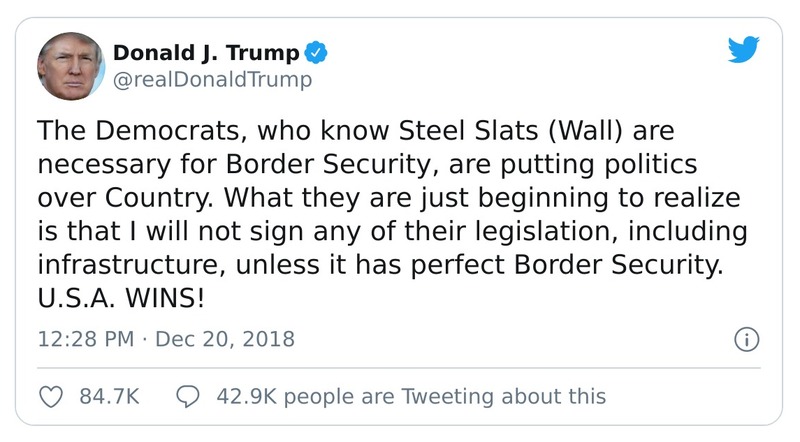 Donald J. Trump
@realDonaldTrump
The Democrats, who know Steel Slats (Wall) are
necessary for Border Security, are putting politics
over Country. What they are just beginning to realize
is that I will not sign any of their legislation, including
infrastructure, unless it has perfect Border Security.
U.S.A. WINS!
12:28 PM · Dec 20, 2018
84.7K 42.9K people are Tweeting about this